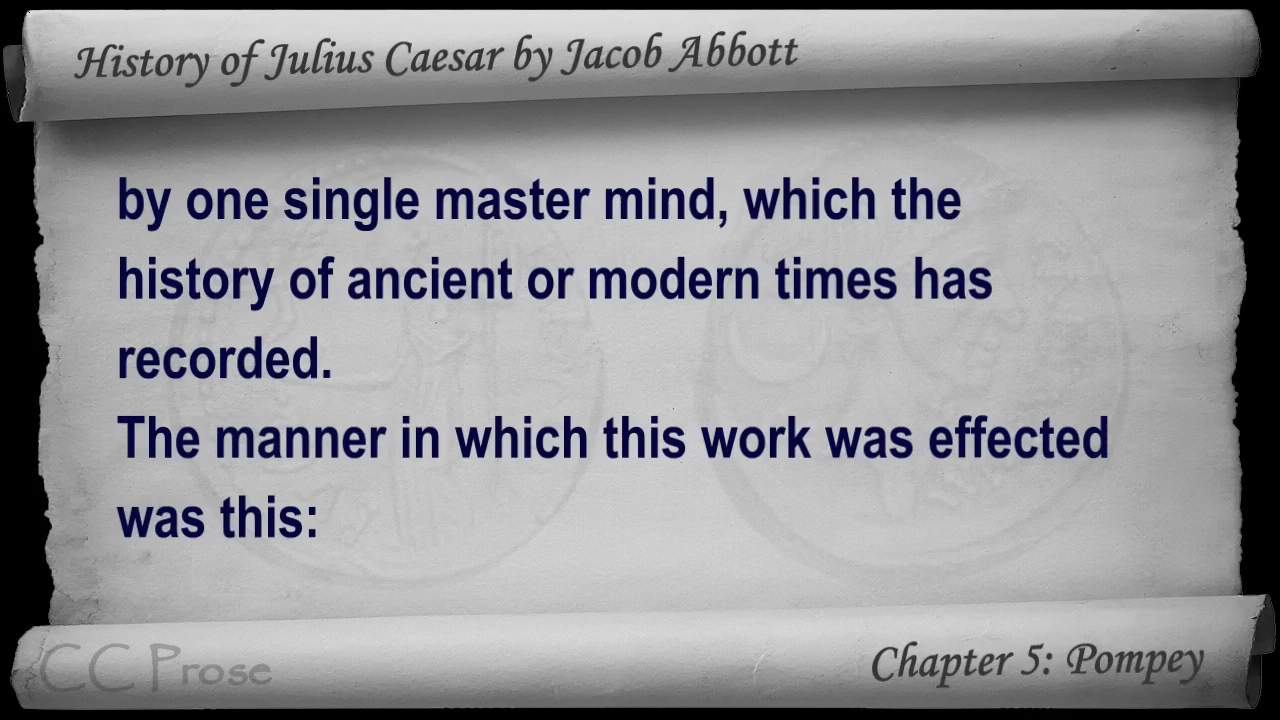 History of Julius Caesar by Jacob Abbott
by one single master mind, which the
history of ancient or modern times has
recorded.
The manner in which this work was effected
was this:
CC Prose
Chapter 5: Pompey